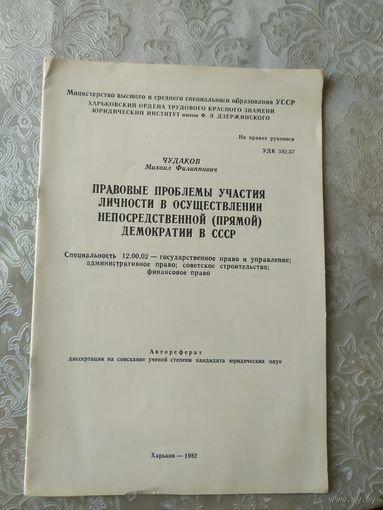 Министерство высшего и среднего специального образования УССР
ХАРЬКОВСКИЙ ОРДЕНА ТРУДОВОГО КРАСНОГО ЗНАМЕНИ
ЮРИДИЧЕСКИЙ ИНСТИТУТ имени Ф. Э. ДЗЕРЖИНСКОГО
На правах рукописи
УДК 342.57
ЧУДАКОВ
Михаил Филиппович
ПРАВОВЫЕ ПРОБЛЕМЫ УЧАСТИЯ
ЛИЧНОСТИ В ОСУЩЕСТВЛЕНИИ
НЕПОСРЕДСТВЕННОЙ (ПРЯМОЙ)
ДЕМОКРАТИИ В СССР
Специальность 12.00.02 — государственное право и управление;
административное право; советское строительство;
финансовое право
Автореферат
диссертации на соискание ученой степени кандидата юридических наук
Харьков — 1982